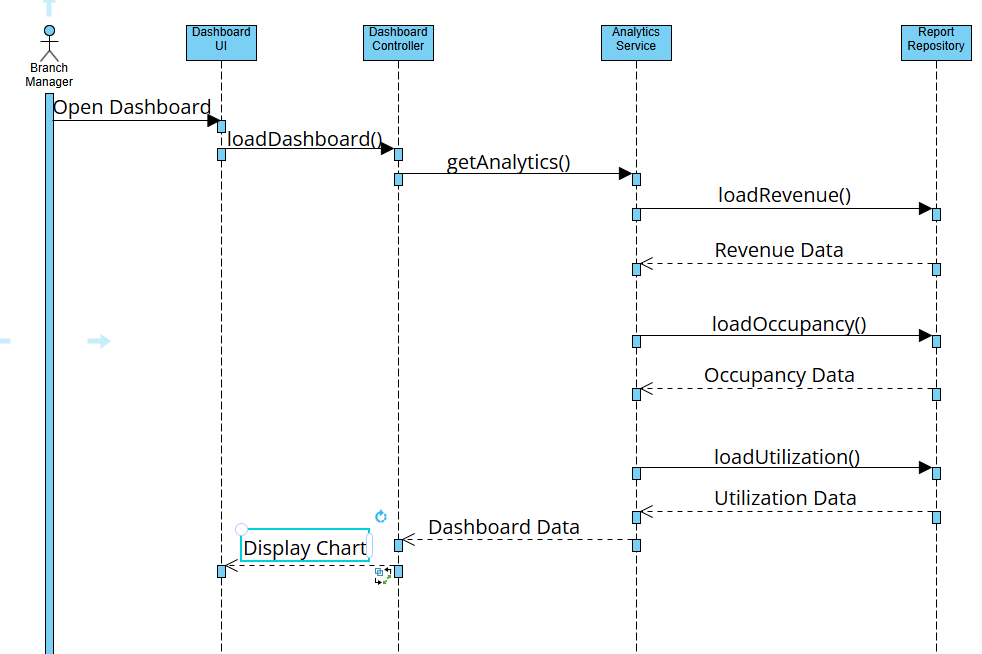 Dashboard
UI
Dashboard
Controller
Analytics
Service
Report
Repository
Branch
Manager
Open Dashboard
loadDashboard()
getAnalytics()
loadRevenue()
Revenue Data
loadOccupancy()
Occupancy Data
loadUtilization()
Utilization Data
Dashboard Data
Display Chart